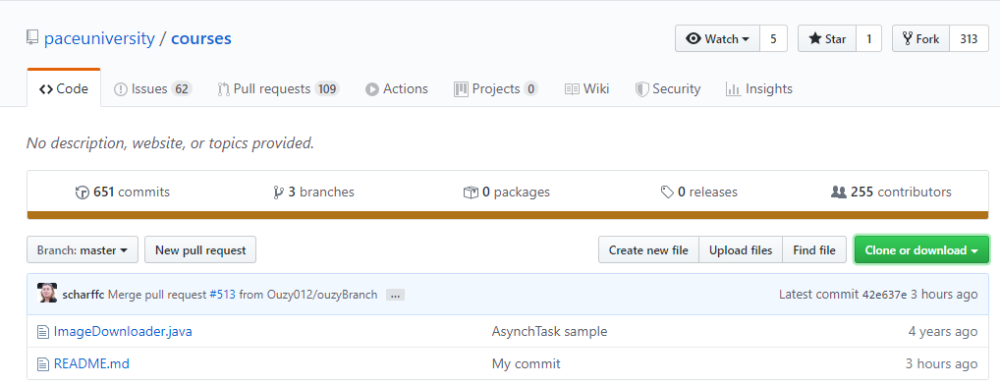 paceuniversity / courses
Watch 5 Star 1 Fork 313
Code Issues 62 Pull requests 109 Actions Projects 0 Wiki Security Insights
No description, website, or topics provided.
651 commits 3 branches 0 packages 0 releases 255 contributors
Branch: master New pull request Create new file Upload files Find file Clone or download
scharffc Merge pull request #513 from Ouzy012/ouzyBranch ... Latest commit 42e637e 3 hours ago
ImageDownloader.java AsynchTask sample 4 years ago
README.md My commit 3 hours ago